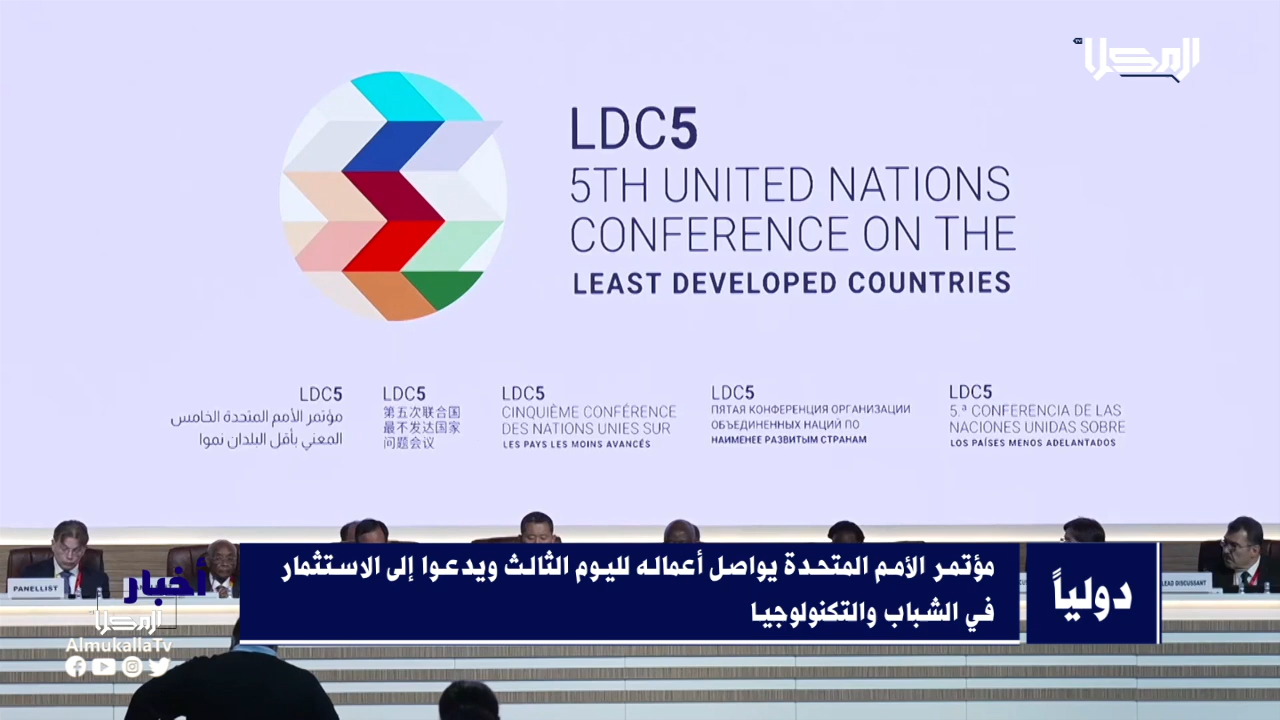 المكلا
LDC5
5TH UNITED NATIONS
CONFERENCE ON THE
LEAST DEVELOPED COUNTRIES
LDC5
مؤتمر الأمم المتحدة الخامس
المعني بأقل البلدان نموا
LDC5
第五次联合国
最不发达国家
问题会议
LDC5
CINQUIÈME CONFÉRENCE
DES NATIONS UNIES SUR
LES PAYS LES MOINS AVANCÉS
LDC5
ПЯТАЯ КОНФЕРЕНЦИЯ ОРГАНИЗАЦИИ
ОБЪЕДИНЕННЫХ НАЦИЙ ПО
НАИМЕНЕЕ РАЗВИТЫМ СТРАНАМ
LDC5
5.ª CONFERENCIA DE LAS
NACIONES UNIDAS SOBRE
LOS PAÍSES MENOS ADELANTADOS
PANELLIST
LEAD DISCUSSANT
دولياً
مؤتمر الأمم المتحدة يواصل أعماله لليوم الثالث ويدعوا إلى الاستثمار
في الشباب والتكنولوجيا
أخبار
المكلا
AlmukallaTv